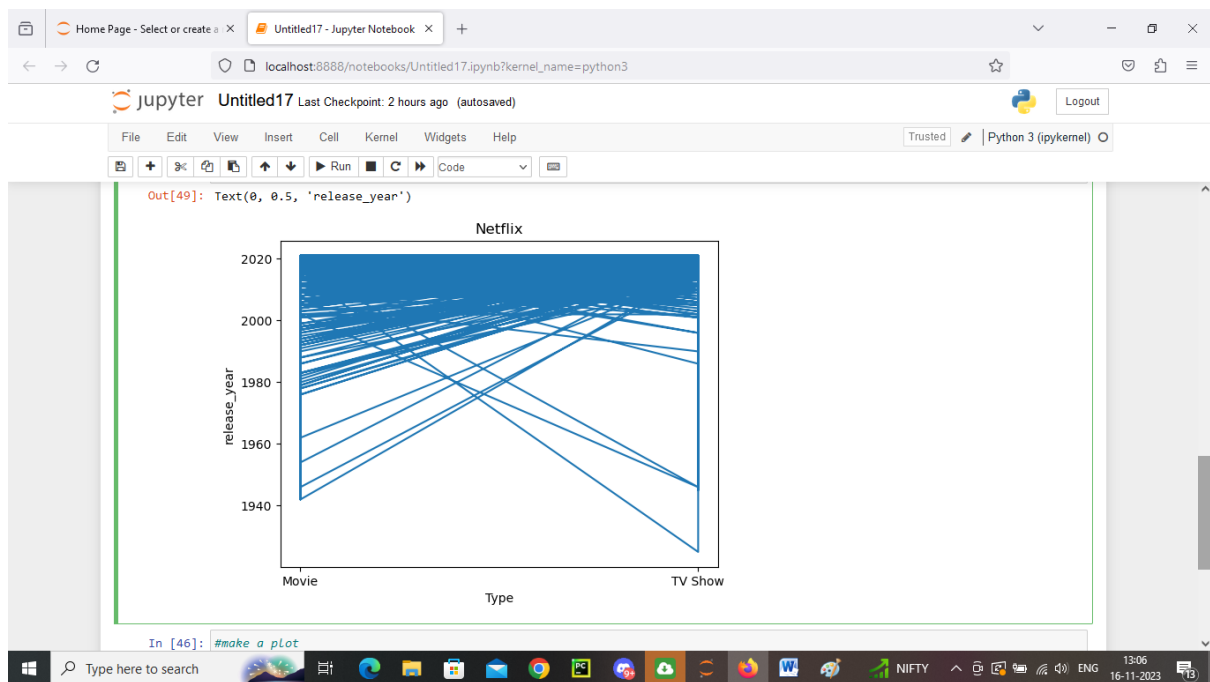 Home Page - Select or create a
Untitled17 - Jupyter Notebook
localhost:8888/notebooks/Untitled17.ipynb?kernel_name=python3
jupyter Untitled17 Last Checkpoint: 2 hours ago (autosaved)
Logout
File Edit View Insert Cell Kernel Widgets Help
Trusted Python 3 (ipykernel)
Run Code
Out[49]: Text(0, 0.5, 'release_year')
Netflix
2020
2000
1980
1960
1940
release_year
Movie TV Show
Type
In [46]: #make a plot
Type here to search
NIFTY
ENG
13:06
16-11-2023
13